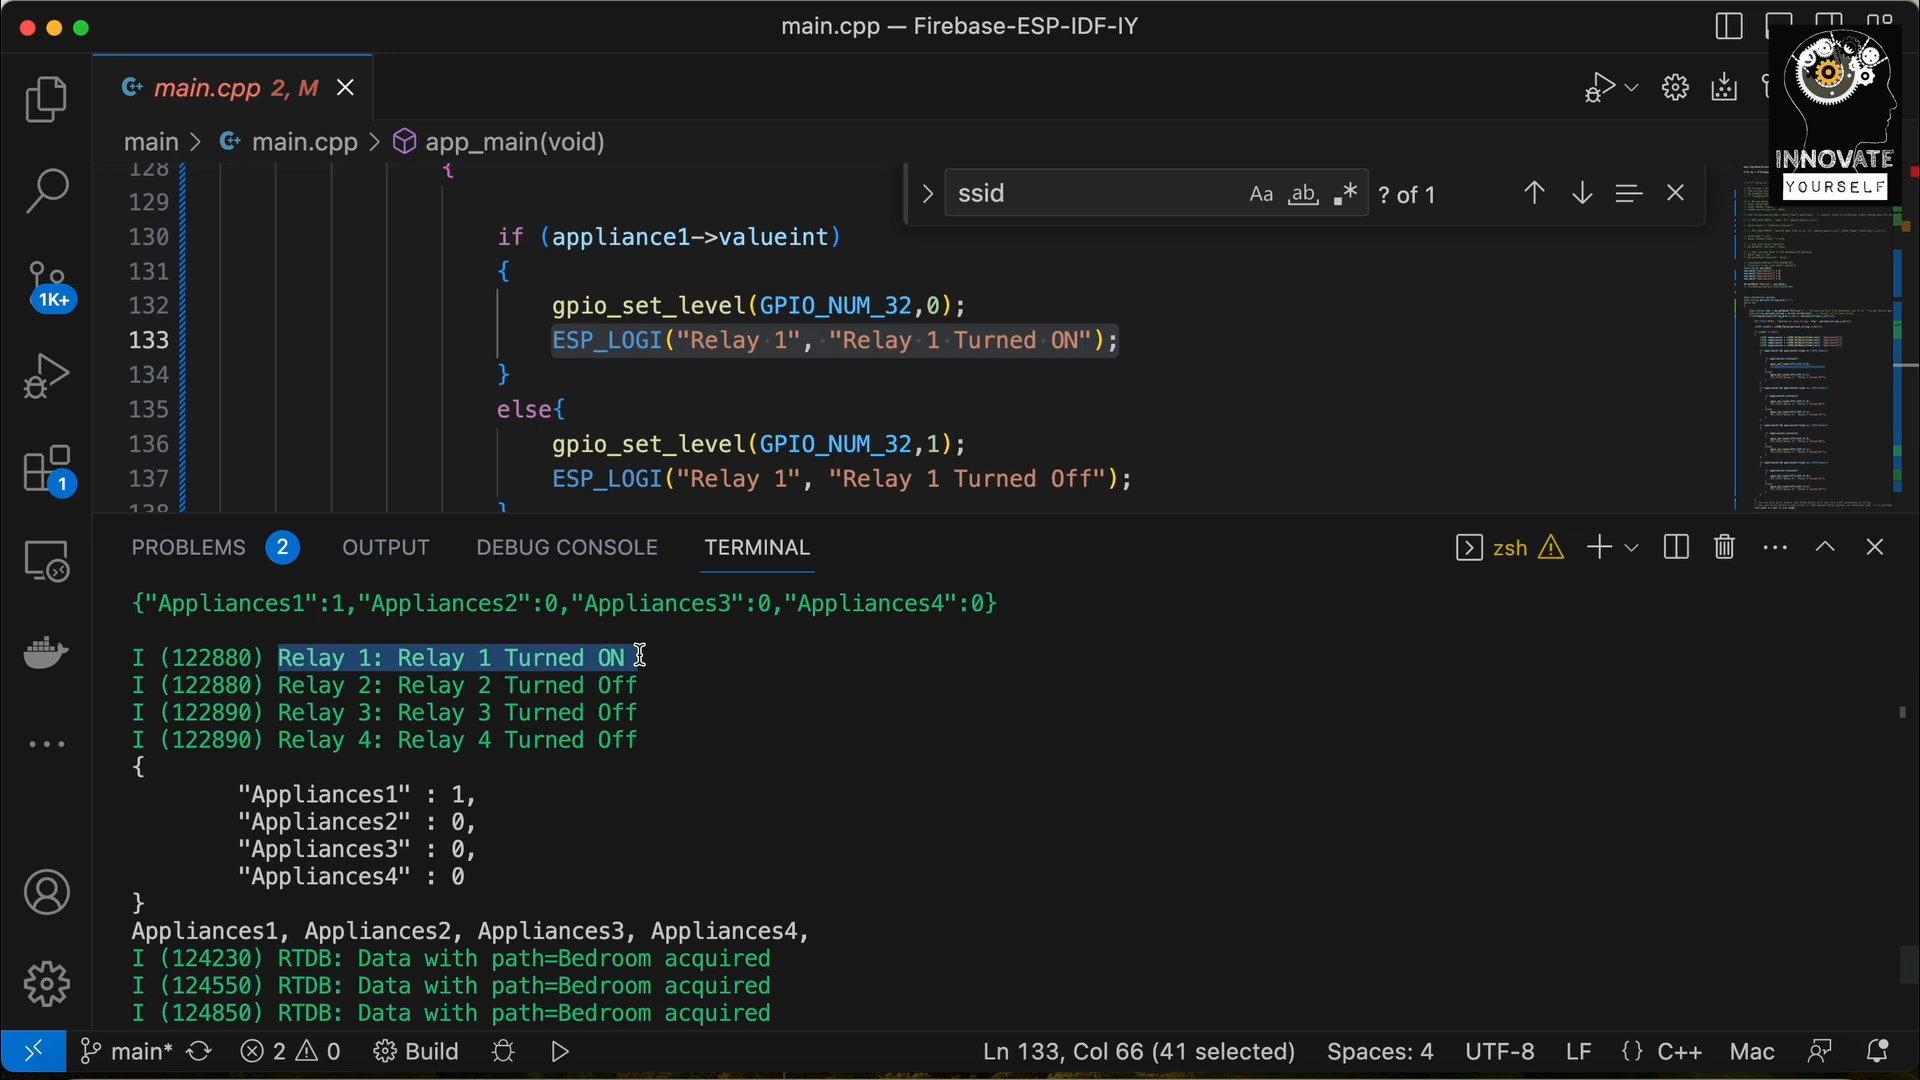 main.cpp — Firebase-ESP-IDF-IY
main.cpp 2, M
main > main.cpp > app_main(void)
ssid Aa ab .* ? of 1
INNOVATE
YOURSELF
128 {
129
130 if (appliance1->valueint)
131 {
132 gpio_set_level(GPIO_NUM_32,0);
133 ESP_LOGI("Relay·1",·"Relay·1·Turned·ON");
134 }
135 else{
136 gpio_set_level(GPIO_NUM_32,1);
137 ESP_LOGI("Relay 1", "Relay 1 Turned Off");
138 }
1K+
1
PROBLEMS 2 OUTPUT DEBUG CONSOLE TERMINAL zsh
{"Appliances1":1,"Appliances2":0,"Appliances3":0,"Appliances4":0}
I (122880) Relay 1: Relay 1 Turned ON
I (122880) Relay 2: Relay 2 Turned Off
I (122890) Relay 3: Relay 3 Turned Off
I (122890) Relay 4: Relay 4 Turned Off
{
"Appliances1" : 1,
"Appliances2" : 0,
"Appliances3" : 0,
"Appliances4" : 0
}
Appliances1, Appliances2, Appliances3, Appliances4,
I (124230) RTDB: Data with path=Bedroom acquired
I (124550) RTDB: Data with path=Bedroom acquired
I (124850) RTDB: Data with path=Bedroom acquired
main* 2 0 Build Ln 133, Col 66 (41 selected) Spaces: 4 UTF-8 LF {} C++ Mac